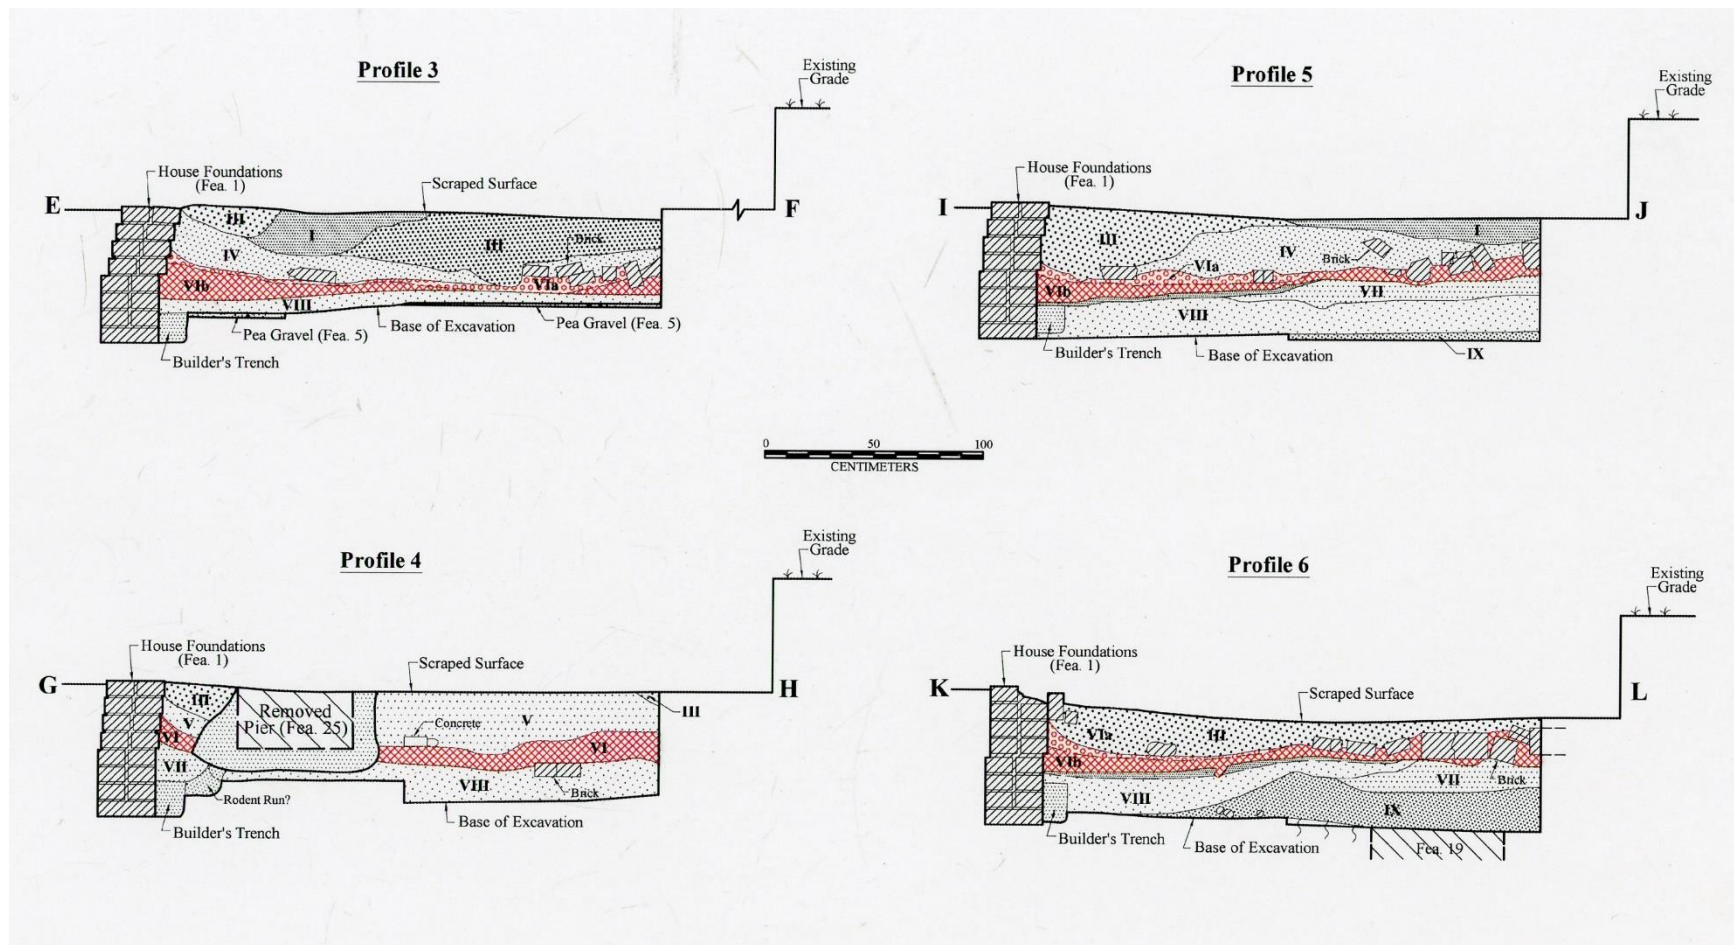 Profile 3
Existing
Grade
House Foundations
(Fea. 1)
Scraped Surface
E
F
III
I
III
Brick
IV
VIa
VIb
VIII
Pea Gravel (Fea. 5)
Base of Excavation
Pea Gravel (Fea. 5)
Builder's Trench
Profile 5
Existing
Grade
House Foundations
(Fea. 1)
I
J
III
I
IV
Brick
VIa
VIb
VII
VIII
Builder's Trench
Base of Excavation
IX
0
50
100
CENTIMETERS
Profile 4
Existing
Grade
House Foundations
(Fea. 1)
Scraped Surface
G
H
III
Removed
Pier (Fea. 25)
V
V
III
Concrete
VI
VI
VII
VIII
Rodent Run?
Brick
Builder's Trench
Base of Excavation
Profile 6
Existing
Grade
House Foundations
(Fea. 1)
K
L
Scraped Surface
VIa
III
VIb
VII
Brick
VIII
IX
Builder's Trench
Base of Excavation
Fea. 19